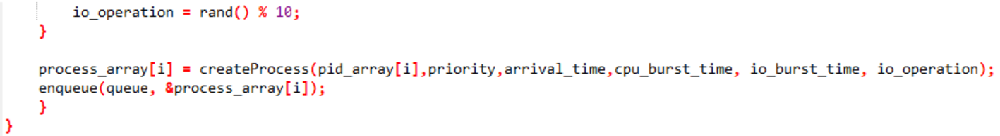 io_operation = rand() % 10;
}
process_array[i] = createProcess(pid_array[i],priority,arrival_time,cpu_burst_time, io_burst_time, io_operation);
enqueue(queue, &process_array[i]);
}
}